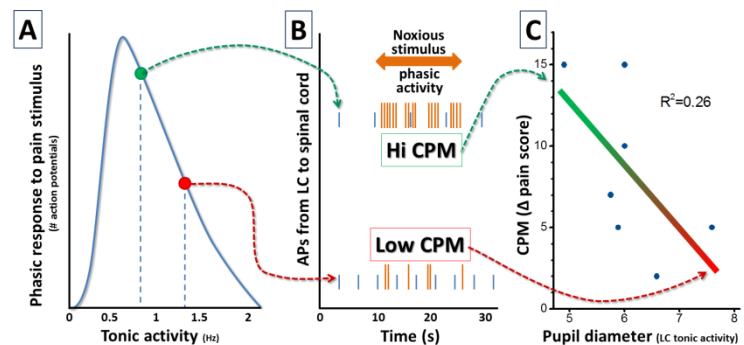 A
Phasic response to pain stimulus
(# action potentials)
0
0.5
1
1.5
2
Tonic activity (Hz)
B
APs from LC to spinal cord
Noxious
stimulus
phasic
activity
Hi CPM
Low CPM
0
10
20
30
Time (s)
C
CPM (Δ pain score)
15
10
5
0
R²=0.26
5
6
7
8
Pupil diameter (LC tonic activity)